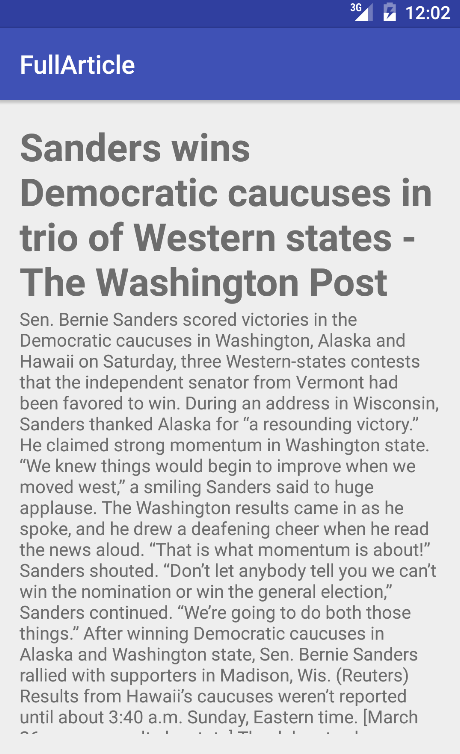 3G 12:02
FullArticle
Sanders wins
Democratic caucuses in
trio of Western states -
The Washington Post
Sen. Bernie Sanders scored victories in the
Democratic caucuses in Washington, Alaska and
Hawaii on Saturday, three Western-states contests
that the independent senator from Vermont had
been favored to win. During an address in Wisconsin,
Sanders thanked Alaska for “a resounding victory.”
He claimed strong momentum in Washington state.
“We knew things would begin to improve when we
moved west,” a smiling Sanders said to huge
applause. The Washington results came in as he
spoke, and he drew a deafening cheer when he read
the news aloud. “That is what momentum is about!”
Sanders shouted. “Don’t let anybody tell you we can’t
win the nomination or win the general election,”
Sanders continued. “We’re going to do both those
things.” After winning Democratic caucuses in
Alaska and Washington state, Sen. Bernie Sanders
rallied with supporters in Madison, Wis. (Reuters)
Results from Hawaii’s caucuses weren’t reported
until about 3:40 a.m. Sunday, Eastern time. [March